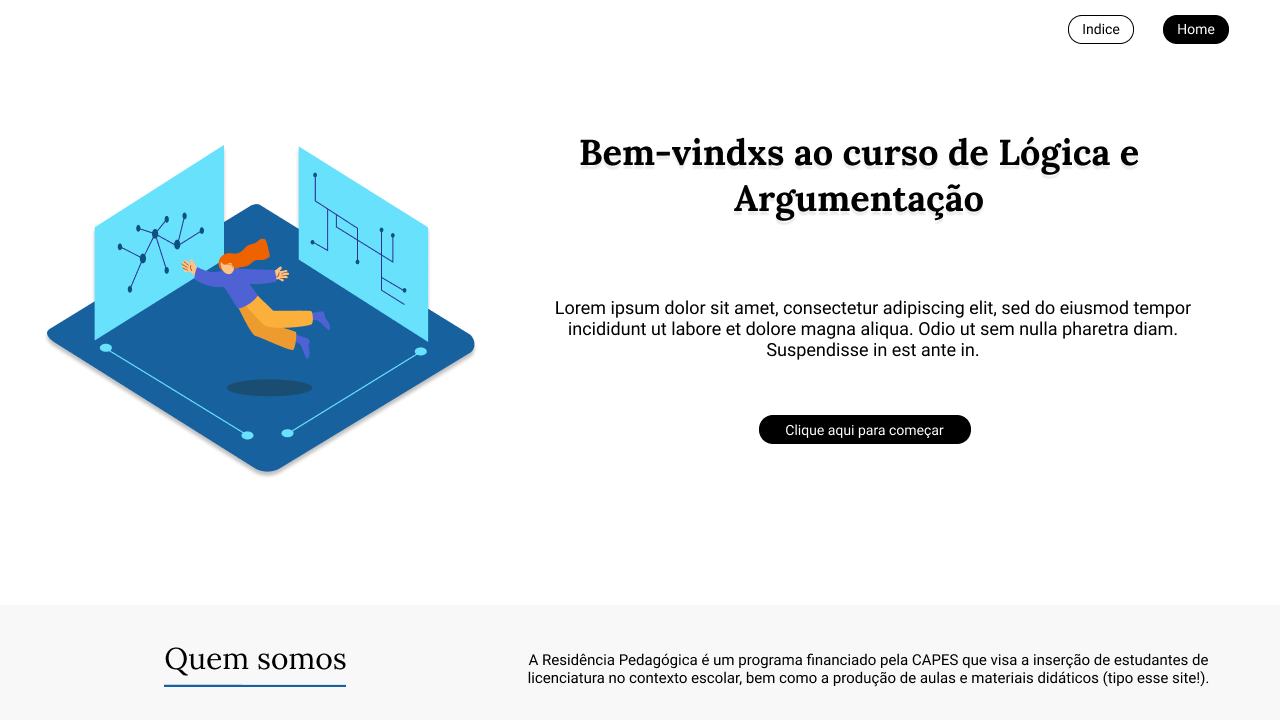 Indice
Home
Bem-vindxs ao curso de Lógica e
Argumentação
Lorem ipsum dolor sit amet, consectetur adipiscing elit, sed do eiusmod tempor
incididunt ut labore et dolore magna aliqua. Odio ut sem nulla pharetra diam.
Suspendisse in est ante in.
Clique aqui para começar
Quem somos
A Residência Pedagógica é um programa financiado pela CAPES que visa a inserção de estudantes de
licenciatura no contexto escolar, bem como a produção de aulas e materiais didáticos (tipo esse site!).